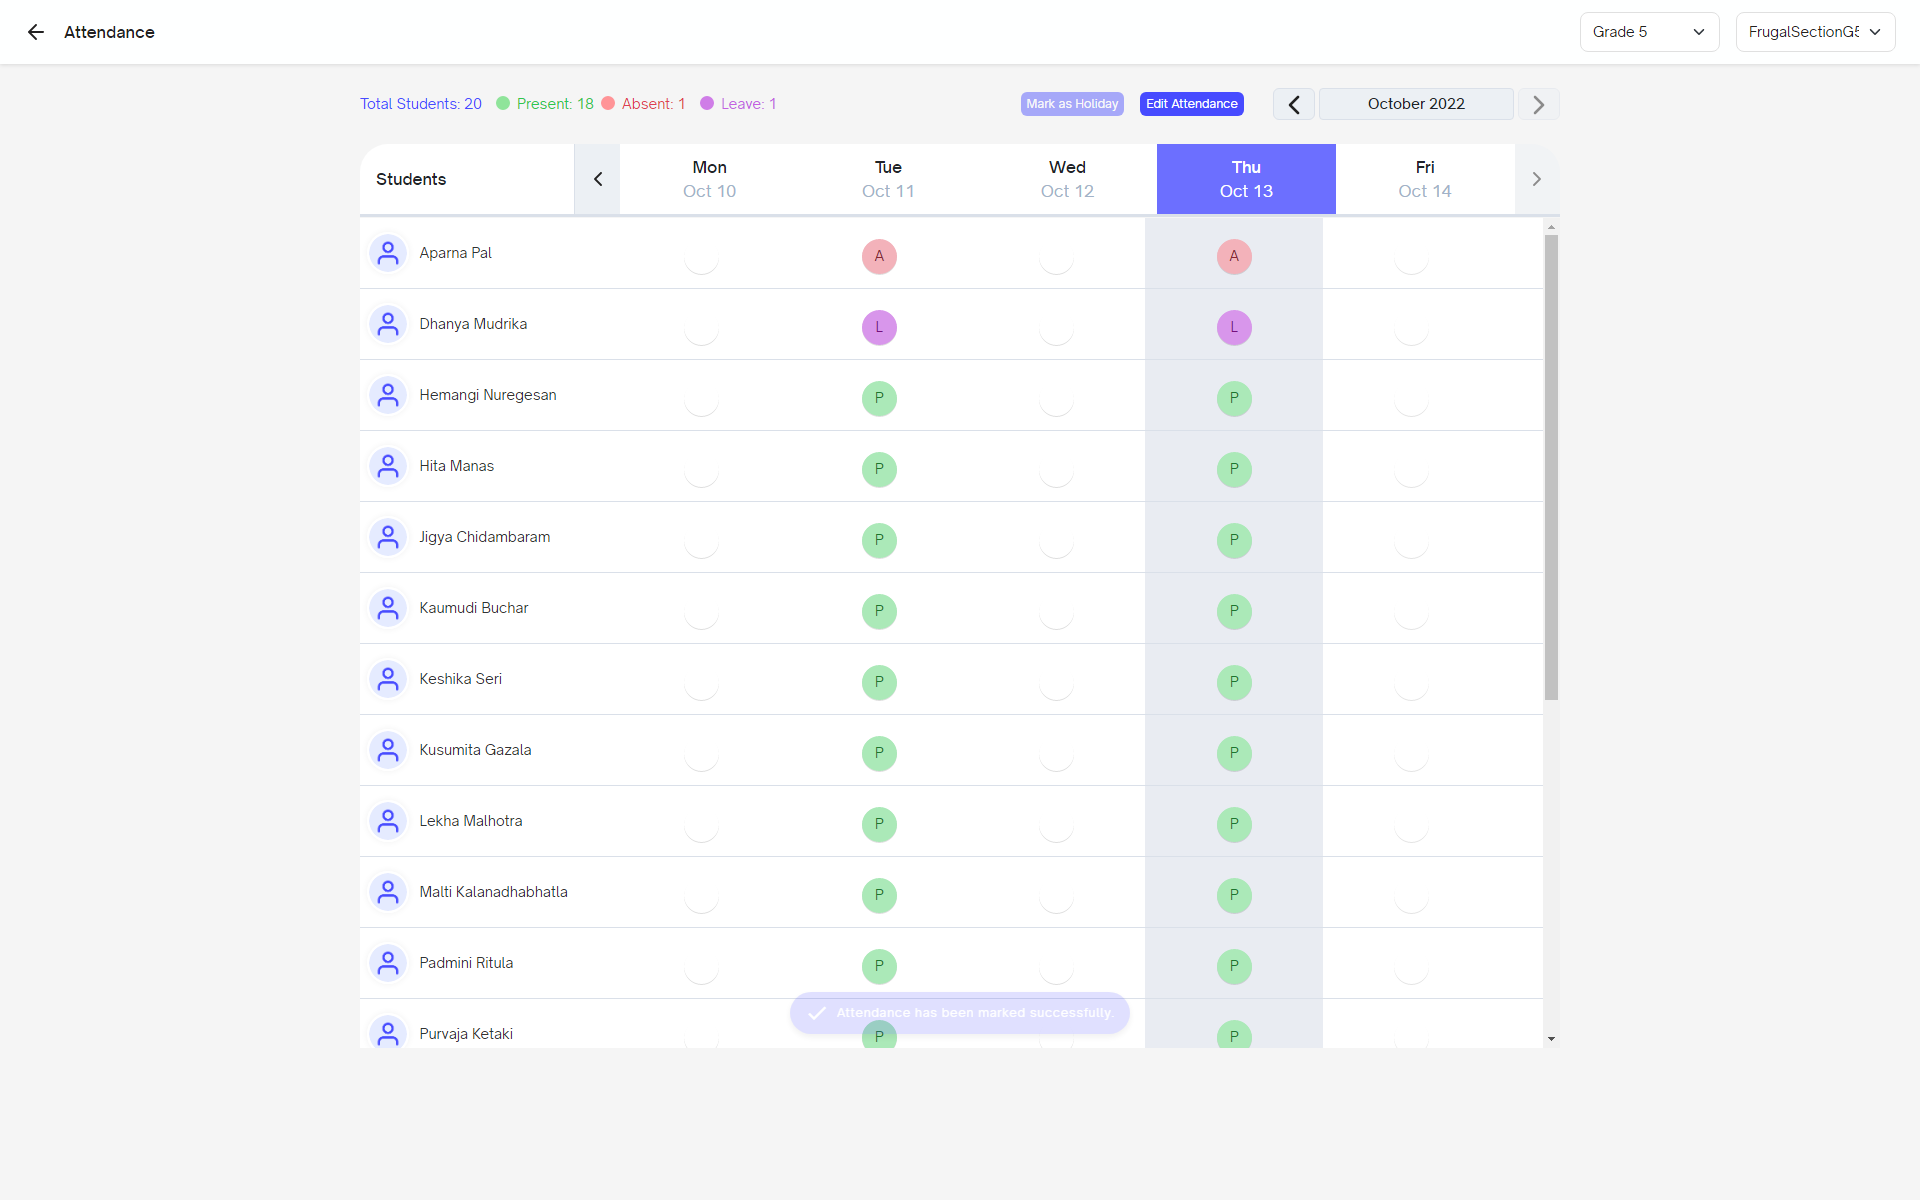 Attendance
Grade 5
FrugalSectionG5
Total Students: 20 Present: 18 Absent: 1 Leave: 1
Mark as Holiday
Edit Attendance
October 2022
Students Mon Tue Wed Thu Fri
Oct 10 Oct 11 Oct 12 Oct 13 Oct 14
Aparna Pal A A
Dhanya Mudrika L L
Hemangi Nuregesan P P
Hita Manas P P
Jigya Chidambaram P P
Kaumudi Buchar P P
Keshika Seri P P
Kusumita Gazala P P
Lekha Malhotra P P
Malti Kalanadhabhatla P P
Padmini Ritula P P
Attendance has been marked successfully.
Purvaja Ketaki P P